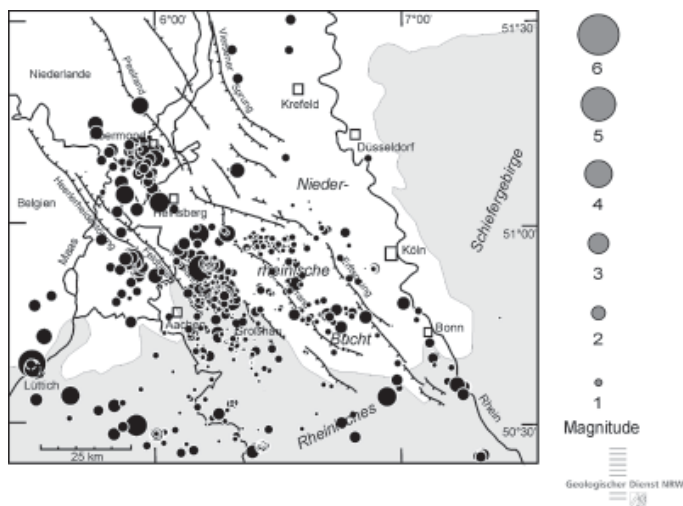 6°00'
7°00'
51°30'
Niederlande
Peelrand
Viersener
Sprung
Krefeld
Düsseldorf
Nieder-
Schiefergebirge
Belgien
Maas
51°00'
Köln
rheinische
Aachen
Bucht
Bonn
Lüttich
Rhein
Rheinisches
50°30'
25 km
6
5
4
3
2
1
Magnitude
Geologischer Dienst NRW